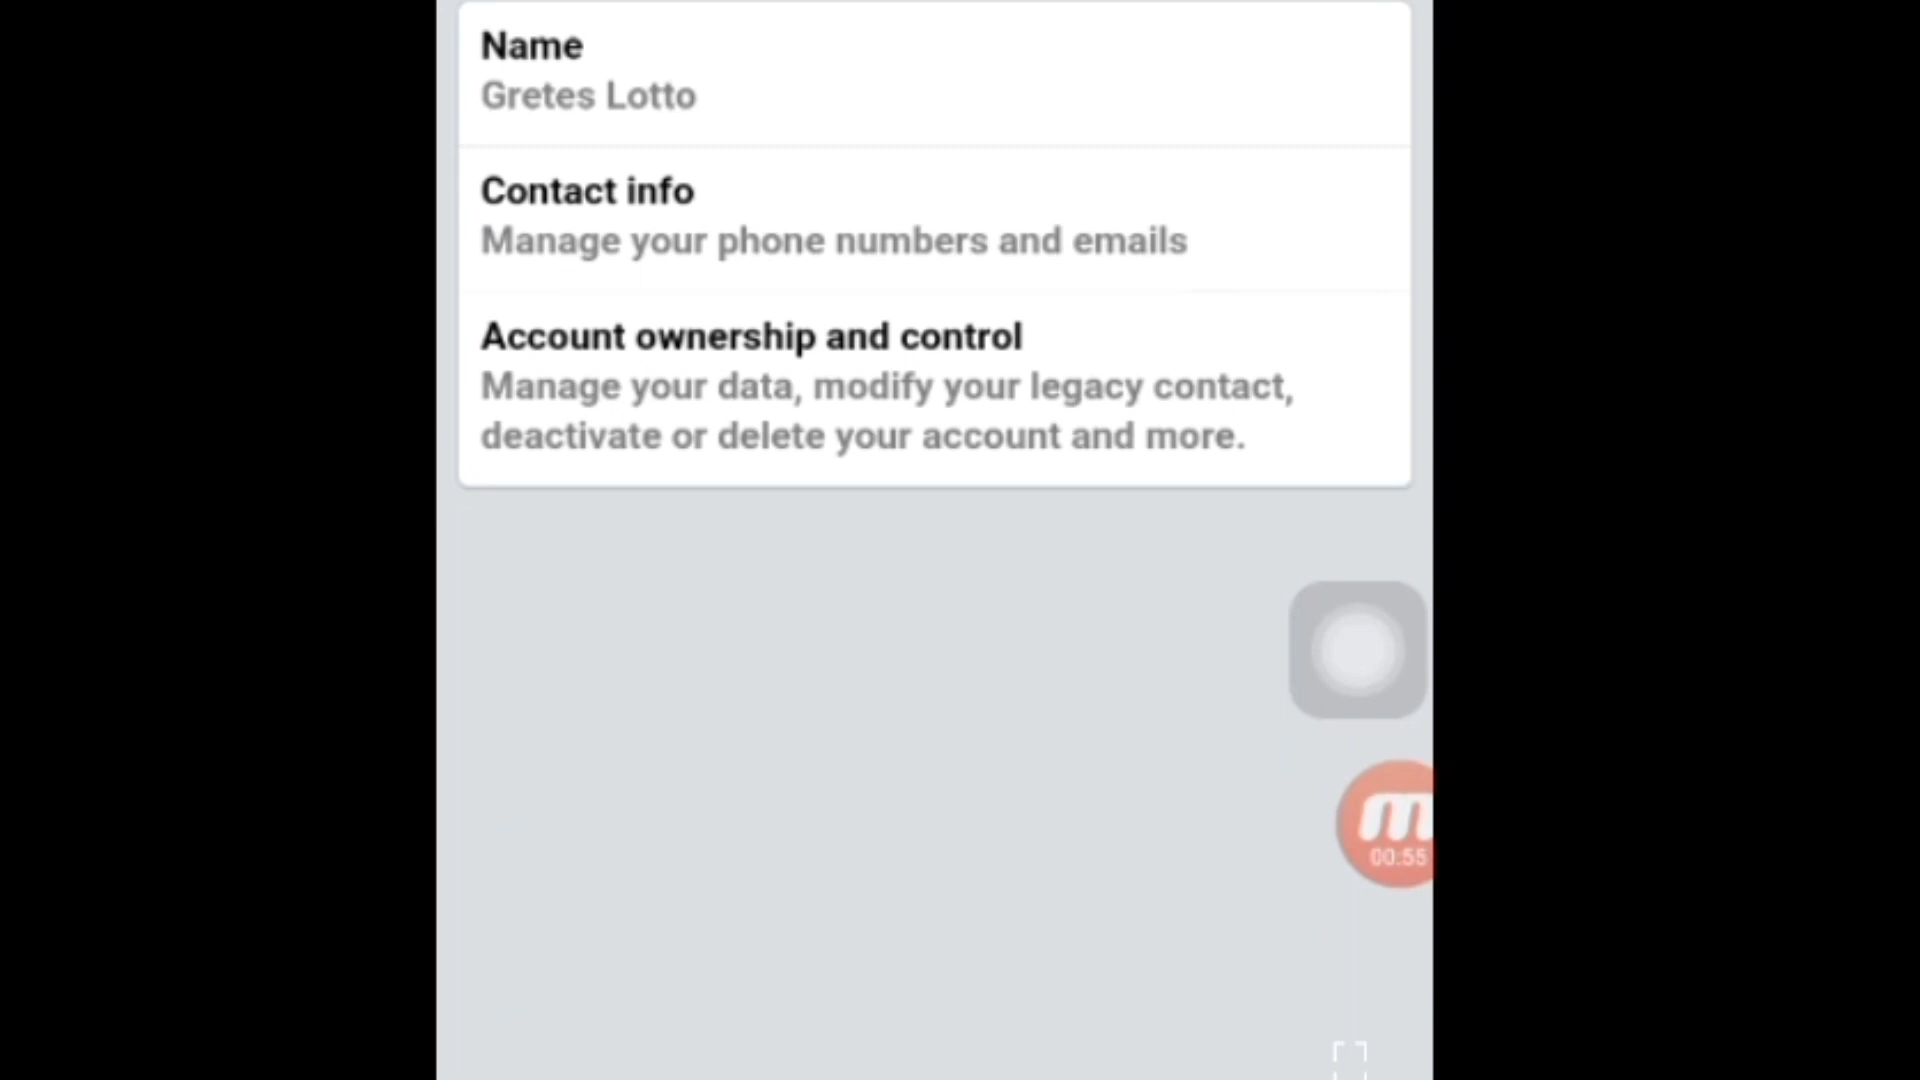 Name
Gretes Lotto
Contact info
Manage your phone numbers and emails
Account ownership and control
Manage your data, modify your legacy contact,
deactivate or delete your account and more.
00:55